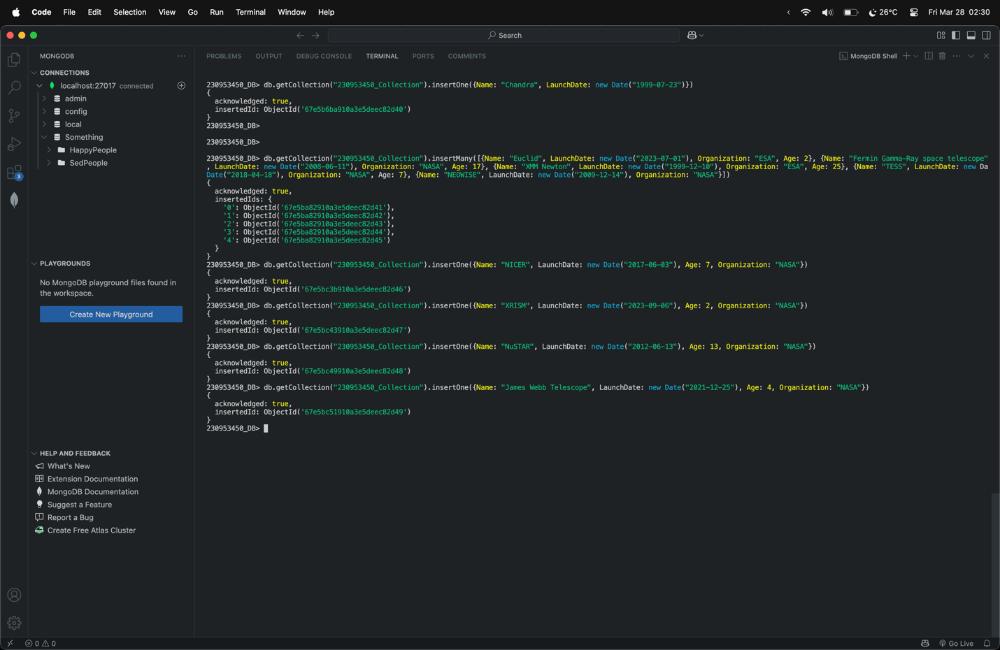 Code File Edit Selection View Go Run Terminal Window Help
26°C Fri Mar 28 02:30
Search
MONGODB
PROBLEMS OUTPUT DEBUG CONSOLE TERMINAL PORTS COMMENTS
MongoDB Shell
CONNECTIONS
localhost:27017 connected
admin
config
local
Something
HappyPeople
SedPeople
3
PLAYGROUNDS
No MongoDB playground files found in
the workspace.
Create New Playground
HELP AND FEEDBACK
What's New
Extension Documentation
MongoDB Documentation
Suggest a Feature
Report a Bug
Create Free Atlas Cluster
230953450_DB> db.getCollection("230953450_Collection").insertOne({Name: "Chandra", LaunchDate: new Date("1999-07-23")})
{
  acknowledged: true,
  insertedId: ObjectId('67e5b6ba910a3e5deec82d40')
}
230953450_DB>
230953450_DB>
230953450_DB> db.getCollection("230953450_Collection").insertMany([{Name: "Euclid", LaunchDate: new Date("2023-07-01"), Organization: "ESA", Age: 2}, {Name: "Fermin Gamma-Ray space telescope"
, LaunchDate: new Date("2008-06-11"), Organization: "NASA", Age: 17}, {Name: "XMM Newton", LaunchDate: new Date("1999-12-10"), Organization: "ESA", Age: 25}, {Name: "TESS", LaunchDate: new Da
Date("2018-04-18"), Organization: "NASA", Age: 7}, {Name: "NEOWISE", LaunchDate: new Date("2009-12-14"), Organization: "NASA"}])
{
  acknowledged: true,
  insertedIds: {
    '0': ObjectId('67e5ba82910a3e5deec82d41'),
    '1': ObjectId('67e5ba82910a3e5deec82d42'),
    '2': ObjectId('67e5ba82910a3e5deec82d43'),
    '3': ObjectId('67e5ba82910a3e5deec82d44'),
    '4': ObjectId('67e5ba82910a3e5deec82d45')
  }
}
230953450_DB> db.getCollection("230953450_Collection").insertOne({Name: "NICER", LaunchDate: new Date("2017-06-03"), Age: 7, Organization: "NASA"})
{
  acknowledged: true,
  insertedId: ObjectId('67e5bc3b910a3e5deec82d46')
}
230953450_DB> db.getCollection("230953450_Collection").insertOne({Name: "XRISM", LaunchDate: new Date("2023-09-06"), Age: 2, Organization: "NASA"})
{
  acknowledged: true,
  insertedId: ObjectId('67e5bc43910a3e5deec82d47')
}
230953450_DB> db.getCollection("230953450_Collection").insertOne({Name: "NuSTAR", LaunchDate: new Date("2012-06-13"), Age: 13, Organization: "NASA"})
{
  acknowledged: true,
  insertedId: ObjectId('67e5bc49910a3e5deec82d48')
}
230953450_DB> db.getCollection("230953450_Collection").insertOne({Name: "James Webb Telescope", LaunchDate: new Date("2021-12-25"), Age: 4, Organization: "NASA"})
{
  acknowledged: true,
  insertedId: ObjectId('67e5bc51910a3e5deec82d49')
}
230953450_DB>
0 0
Go Live